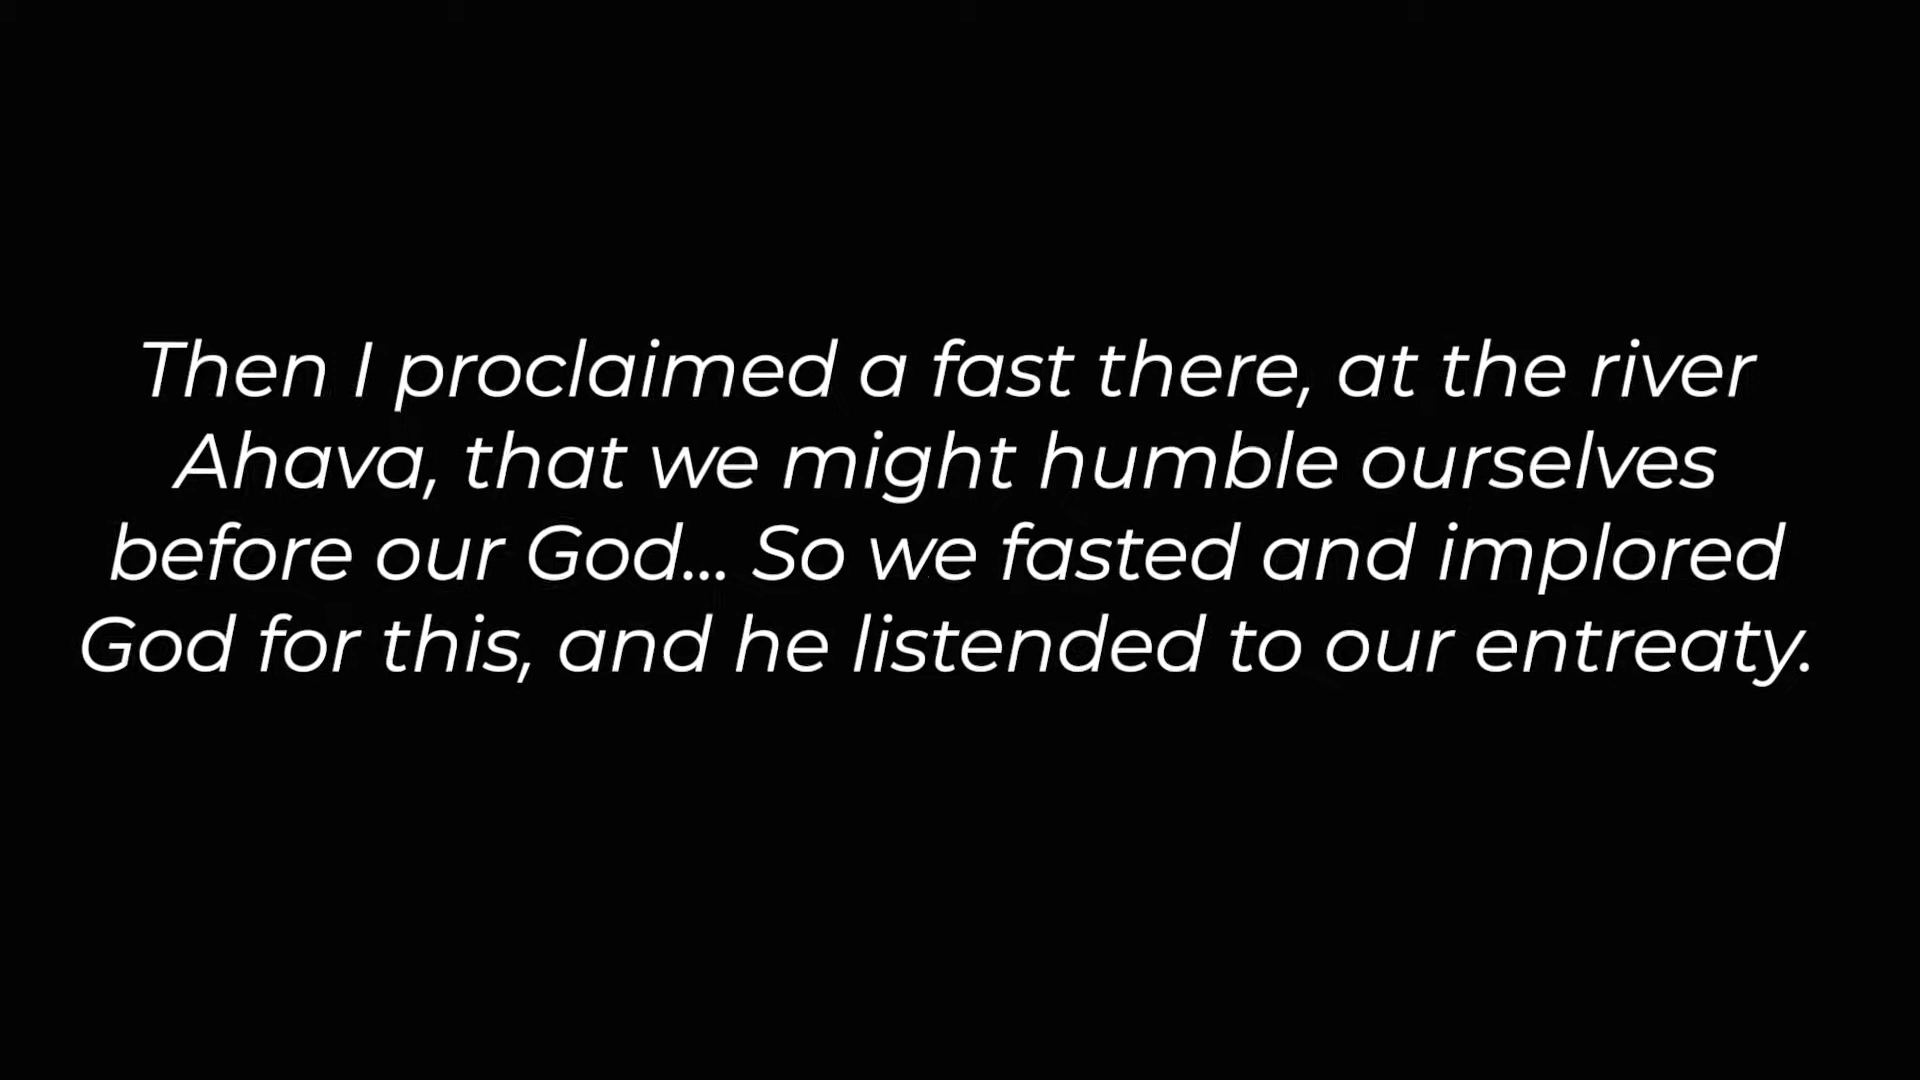 Then I proclaimed a fast there, at the river
Ahava, that we might humble ourselves
before our God... So we fasted and implored
God for this, and he listended to our entreaty.